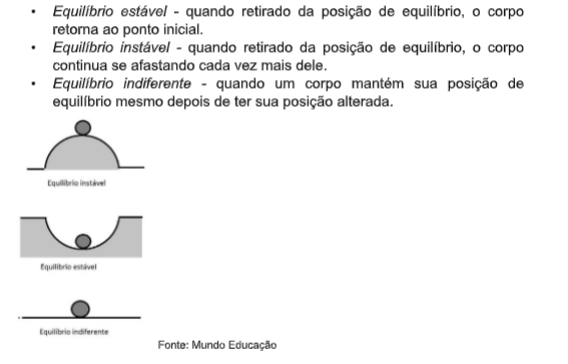 • Equilíbrio estável - quando retirado da posição de equilíbrio, o corpo
retorna ao ponto inicial.
• Equilíbrio instável - quando retirado da posição de equilíbrio, o corpo
continua se afastando cada vez mais dele.
• Equilíbrio indiferente - quando um corpo mantém sua posição de
equilíbrio mesmo depois de ter sua posição alterada.
Equilíbrio instável
Equilíbrio estável
Equilíbrio indiferente
Fonte: Mundo Educação